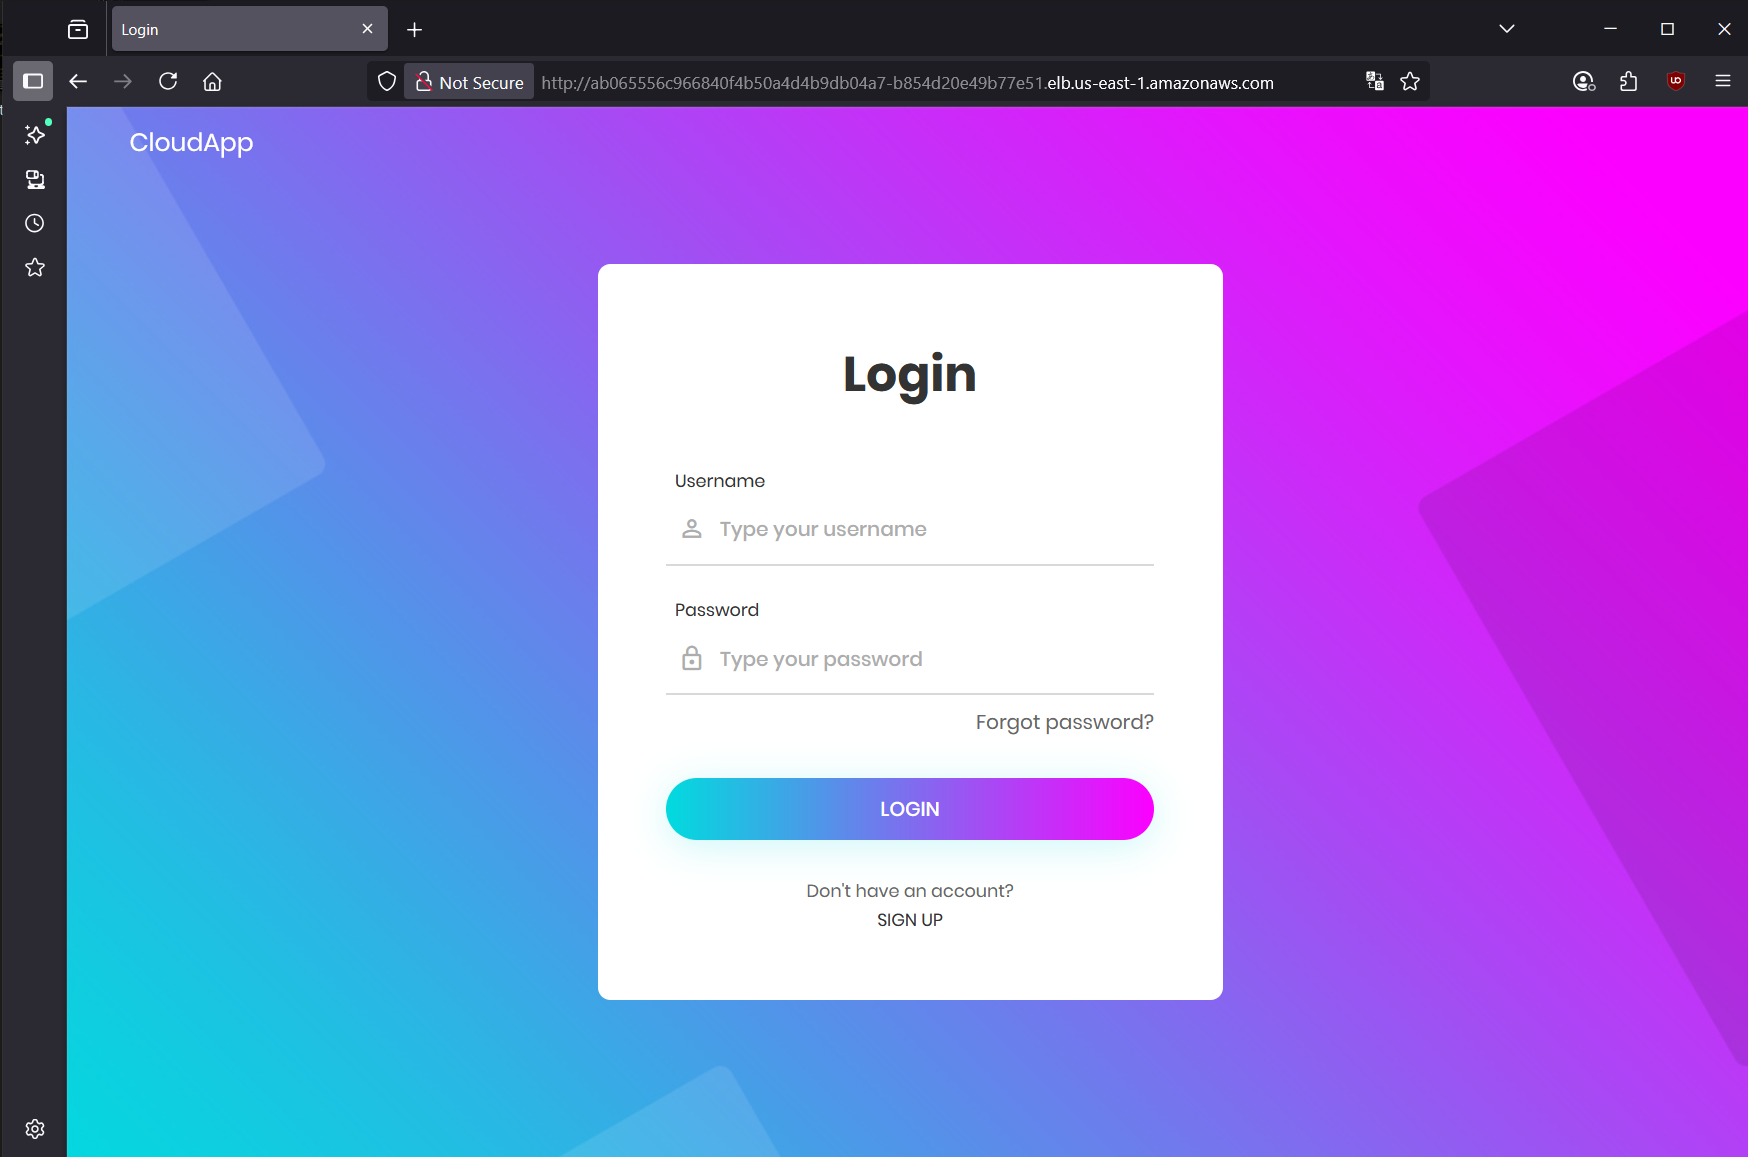 Login
Not Secure
http://ab065556c966840f4b50a4d4b9db04a7-b854d20e49b77e51.elb.us-east-1.amazonaws.com
CloudApp
Login
Username
Type your username
Password
Type your password
Forgot password?
LOGIN
Don't have an account?
SIGN UP